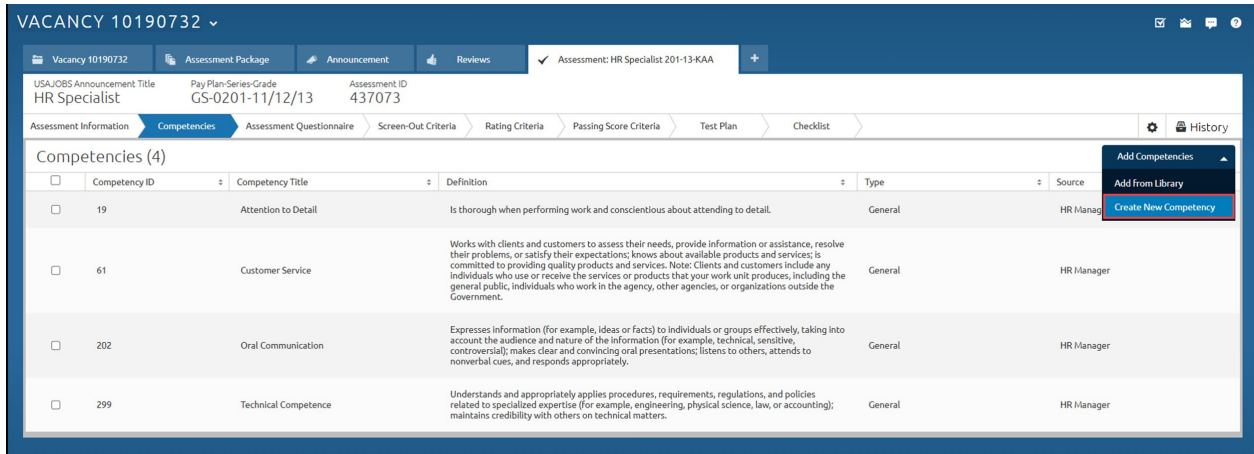 VACANCY 10190732
Vacancy 10190732
Assessment Package
Announcement
Reviews
Assessment: HR Specialist 201-13-KAA
+
USAJOBS Announcement Title
HR Specialist
Pay Plan-Series-Grade
GS-0201-11/12/13
Assessment ID
437073
Assessment Information
Competencies
Assessment Questionnaire
Screen-Out Criteria
Rating Criteria
Passing Score Criteria
Test Plan
Checklist
History
Competencies (4)
Add Competencies
Add from Library
Create New Competency
Competency ID
Competency Title
Definition
Type
Source
19
Attention to Detail
Is thorough when performing work and conscientious about attending to detail.
General
HR Manag
61
Customer Service
Works with clients and customers to assess their needs, provide information or assistance, resolve
their problems, or satisfy their expectations; knows about available products and services; is
committed to providing quality products and services. Note: Clients and customers include any
individuals who use or receive the services or products that your work unit produces, including the
general public, individuals who work in the agency, other agencies, or organizations outside the
Government.
General
HR Manager
202
Oral Communication
Expresses information (for example, ideas or facts) to individuals or groups effectively, taking into
account the audience and nature of the information (for example, technical, sensitive,
controversial); makes clear and convincing oral presentations; listens to others, attends to
nonverbal cues, and responds appropriately.
General
HR Manager
299
Technical Competence
Understands and appropriately applies procedures, requirements, regulations, and policies
related to specialized expertise (for example, engineering, physical science, law, or accounting);
maintains credibility with others on technical matters.
General
HR Manager